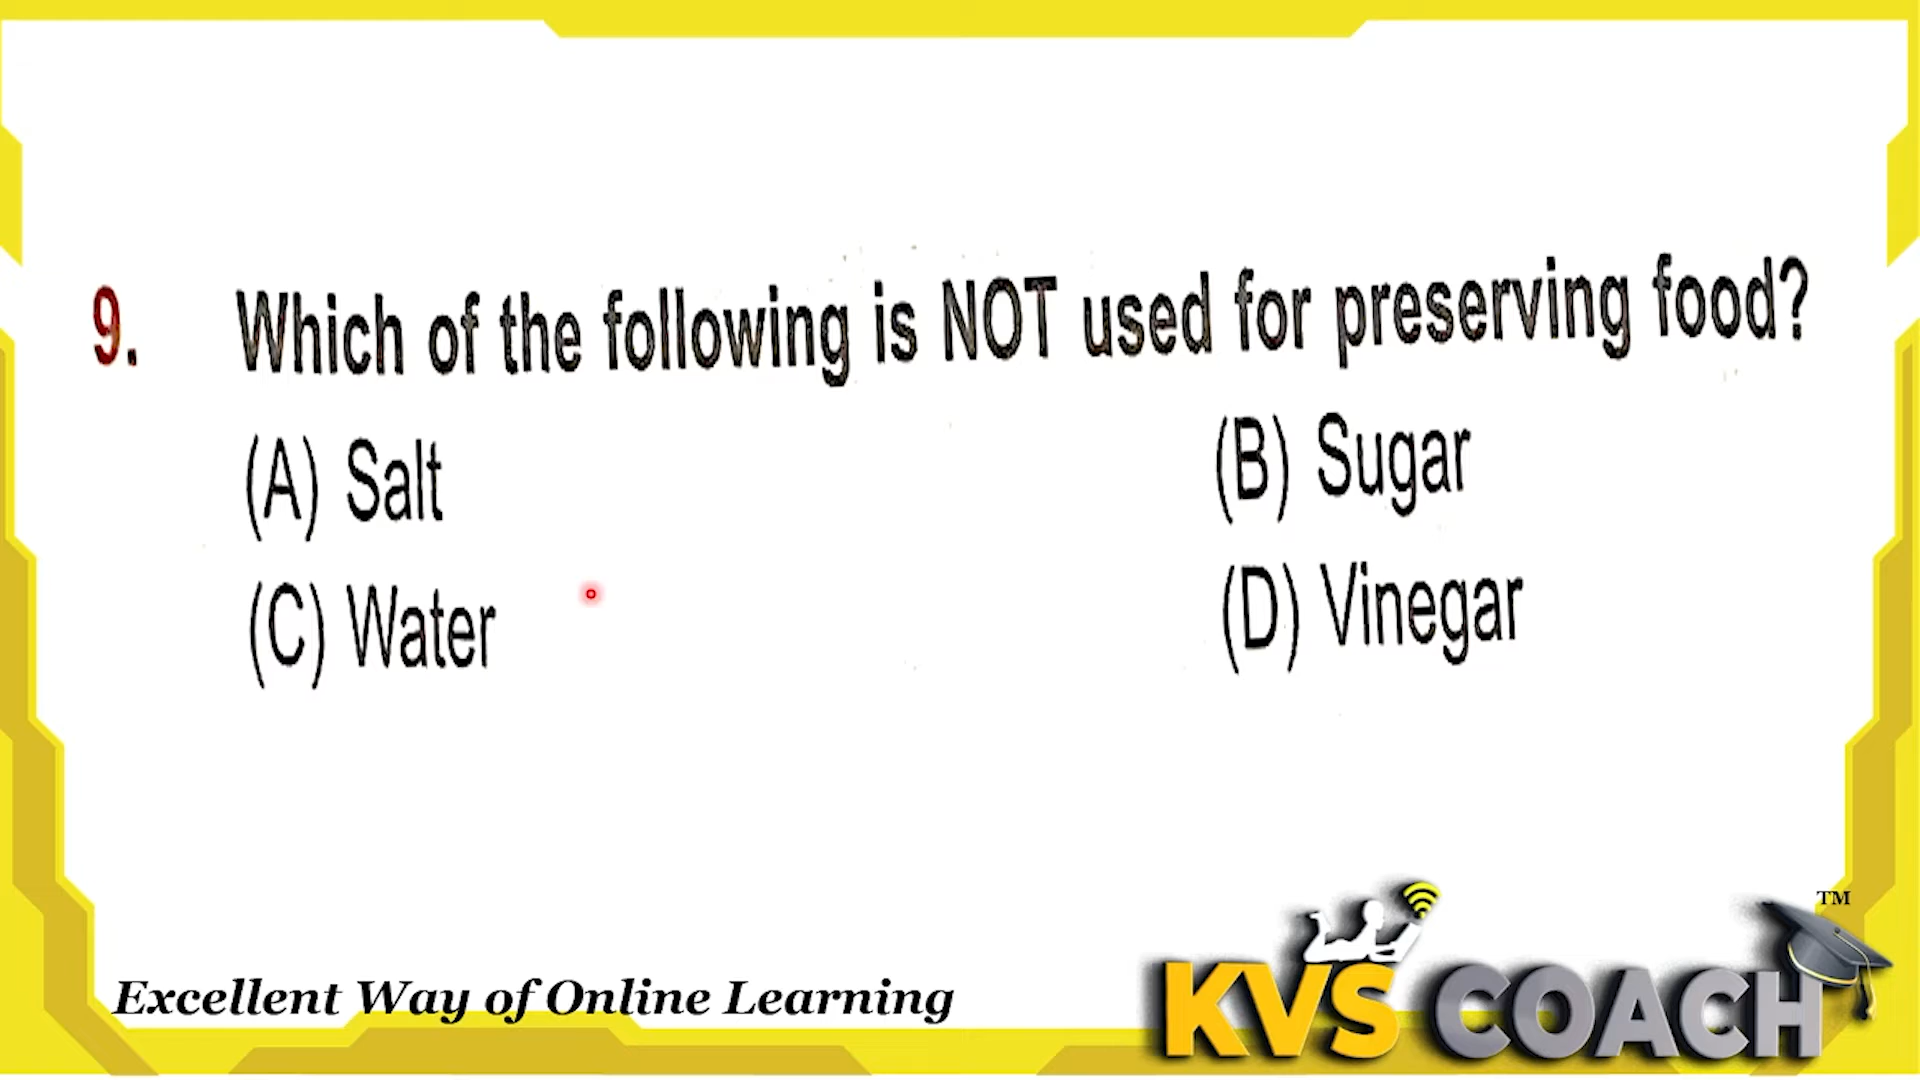 9. Which of the following is NOT used for preserving food?
(A) Salt (B) Sugar
(C) Water (D) Vinegar
Excellent Way of Online Learning
KVS COACH TM